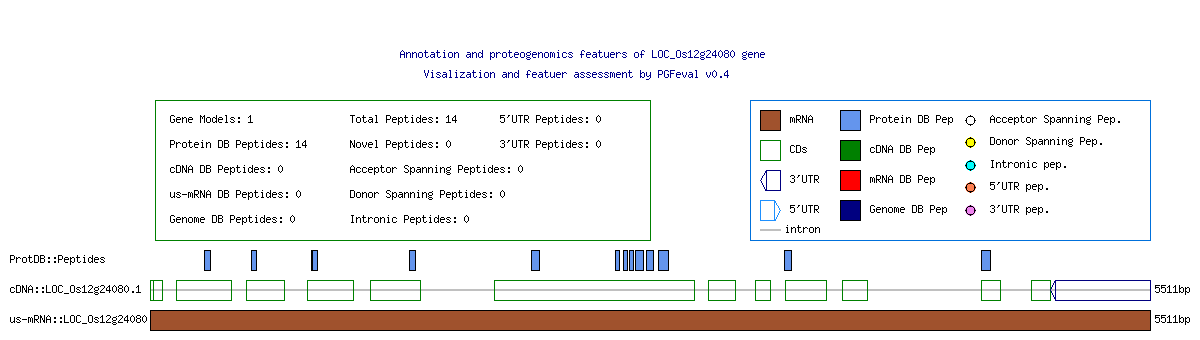 Annotation and proteogenomics featuers of LOC_Os12g24080 gene
Visalization and featuer assessment by PGFeval v0.4
Gene Models: 1
Total Peptides: 14
5'UTR Peptides: 0
Protein DB Peptides: 14
Novel Peptides: 0
3'UTR Peptides: 0
cDNA DB Peptides: 0
Acceptor Spanning Peptides: 0
us-mRNA DB Peptides: 0
Donor Spanning Peptides: 0
Genome DB Peptides: 0
Intronic Peptides: 0
mRNA
Protein DB Pep
Acceptor Spanning Pep.
CDs
cDNA DB Pep
Donor Spanning Pep.
3'UTR
mRNA DB Pep
Intronic pep.
5'UTR
Genome DB Pep
5'UTR pep.
3'UTR pep.
intron
ProtDB::Peptides
cDNA::LOC_Os12g24080.1
5511bp
us-mRNA::LOC_Os12g24080
5511bp